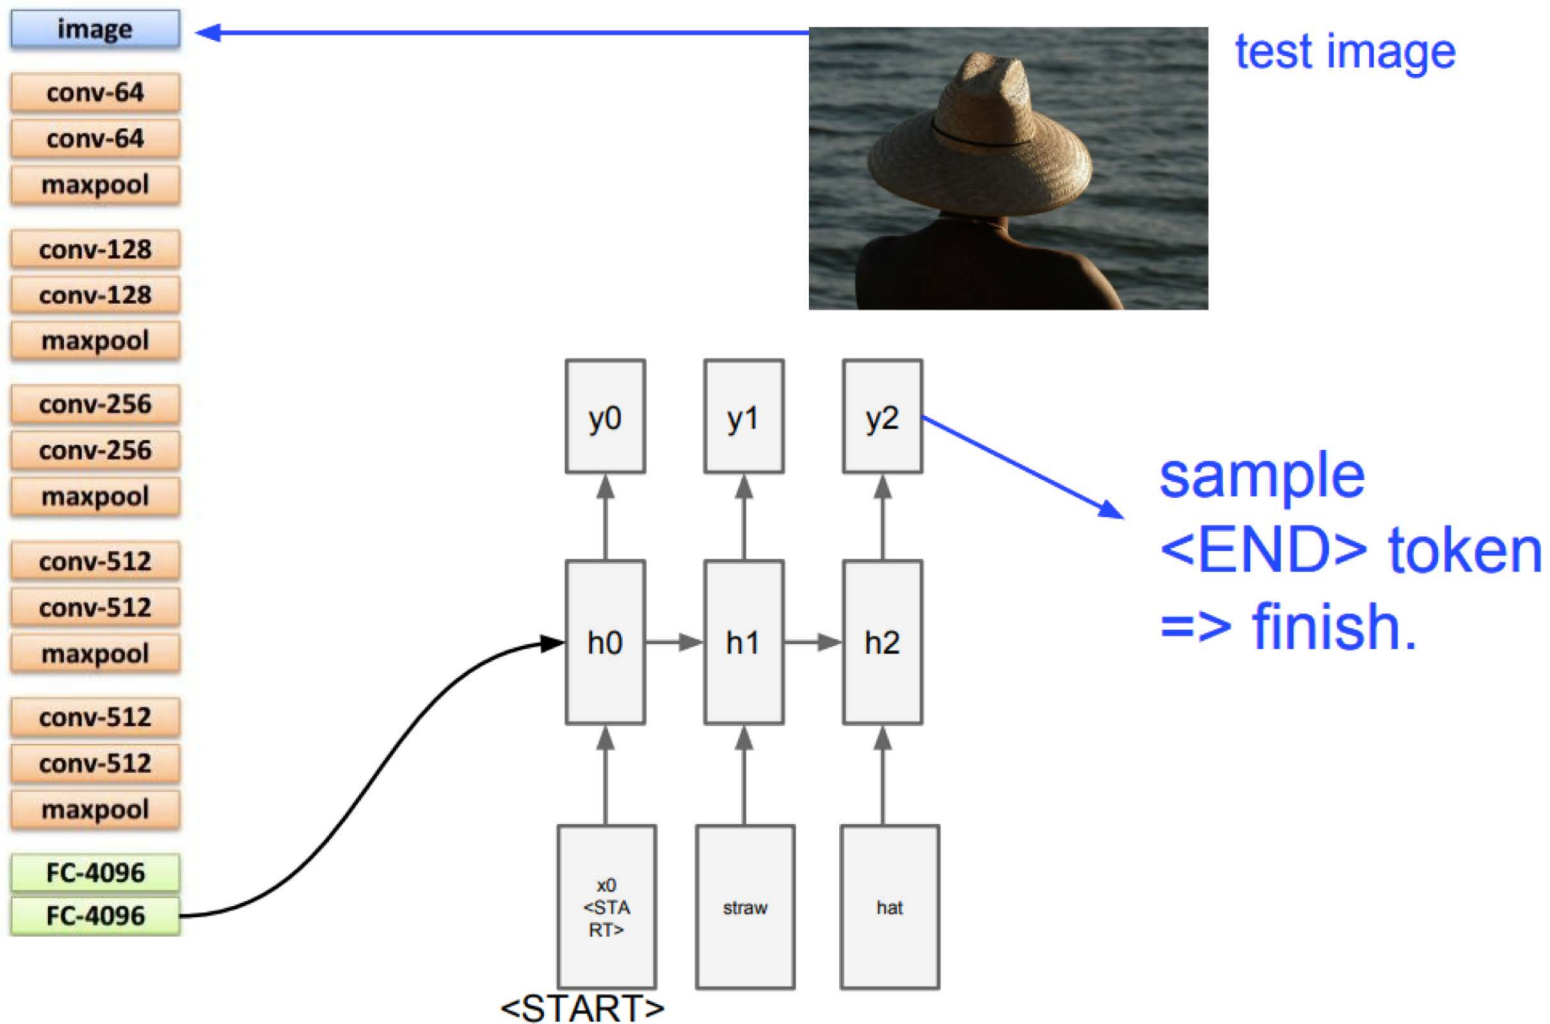 image
conv-64
conv-64
maxpool
conv-128
conv-128
maxpool
conv-256
conv-256
maxpool
conv-512
conv-512
maxpool
conv-512
conv-512
maxpool
FC-4096
FC-4096
test image
y0
y1
y2
h0
h1
h2
x0
<STA
RT>
straw
hat
<START>
sample
<END> token
=> finish.